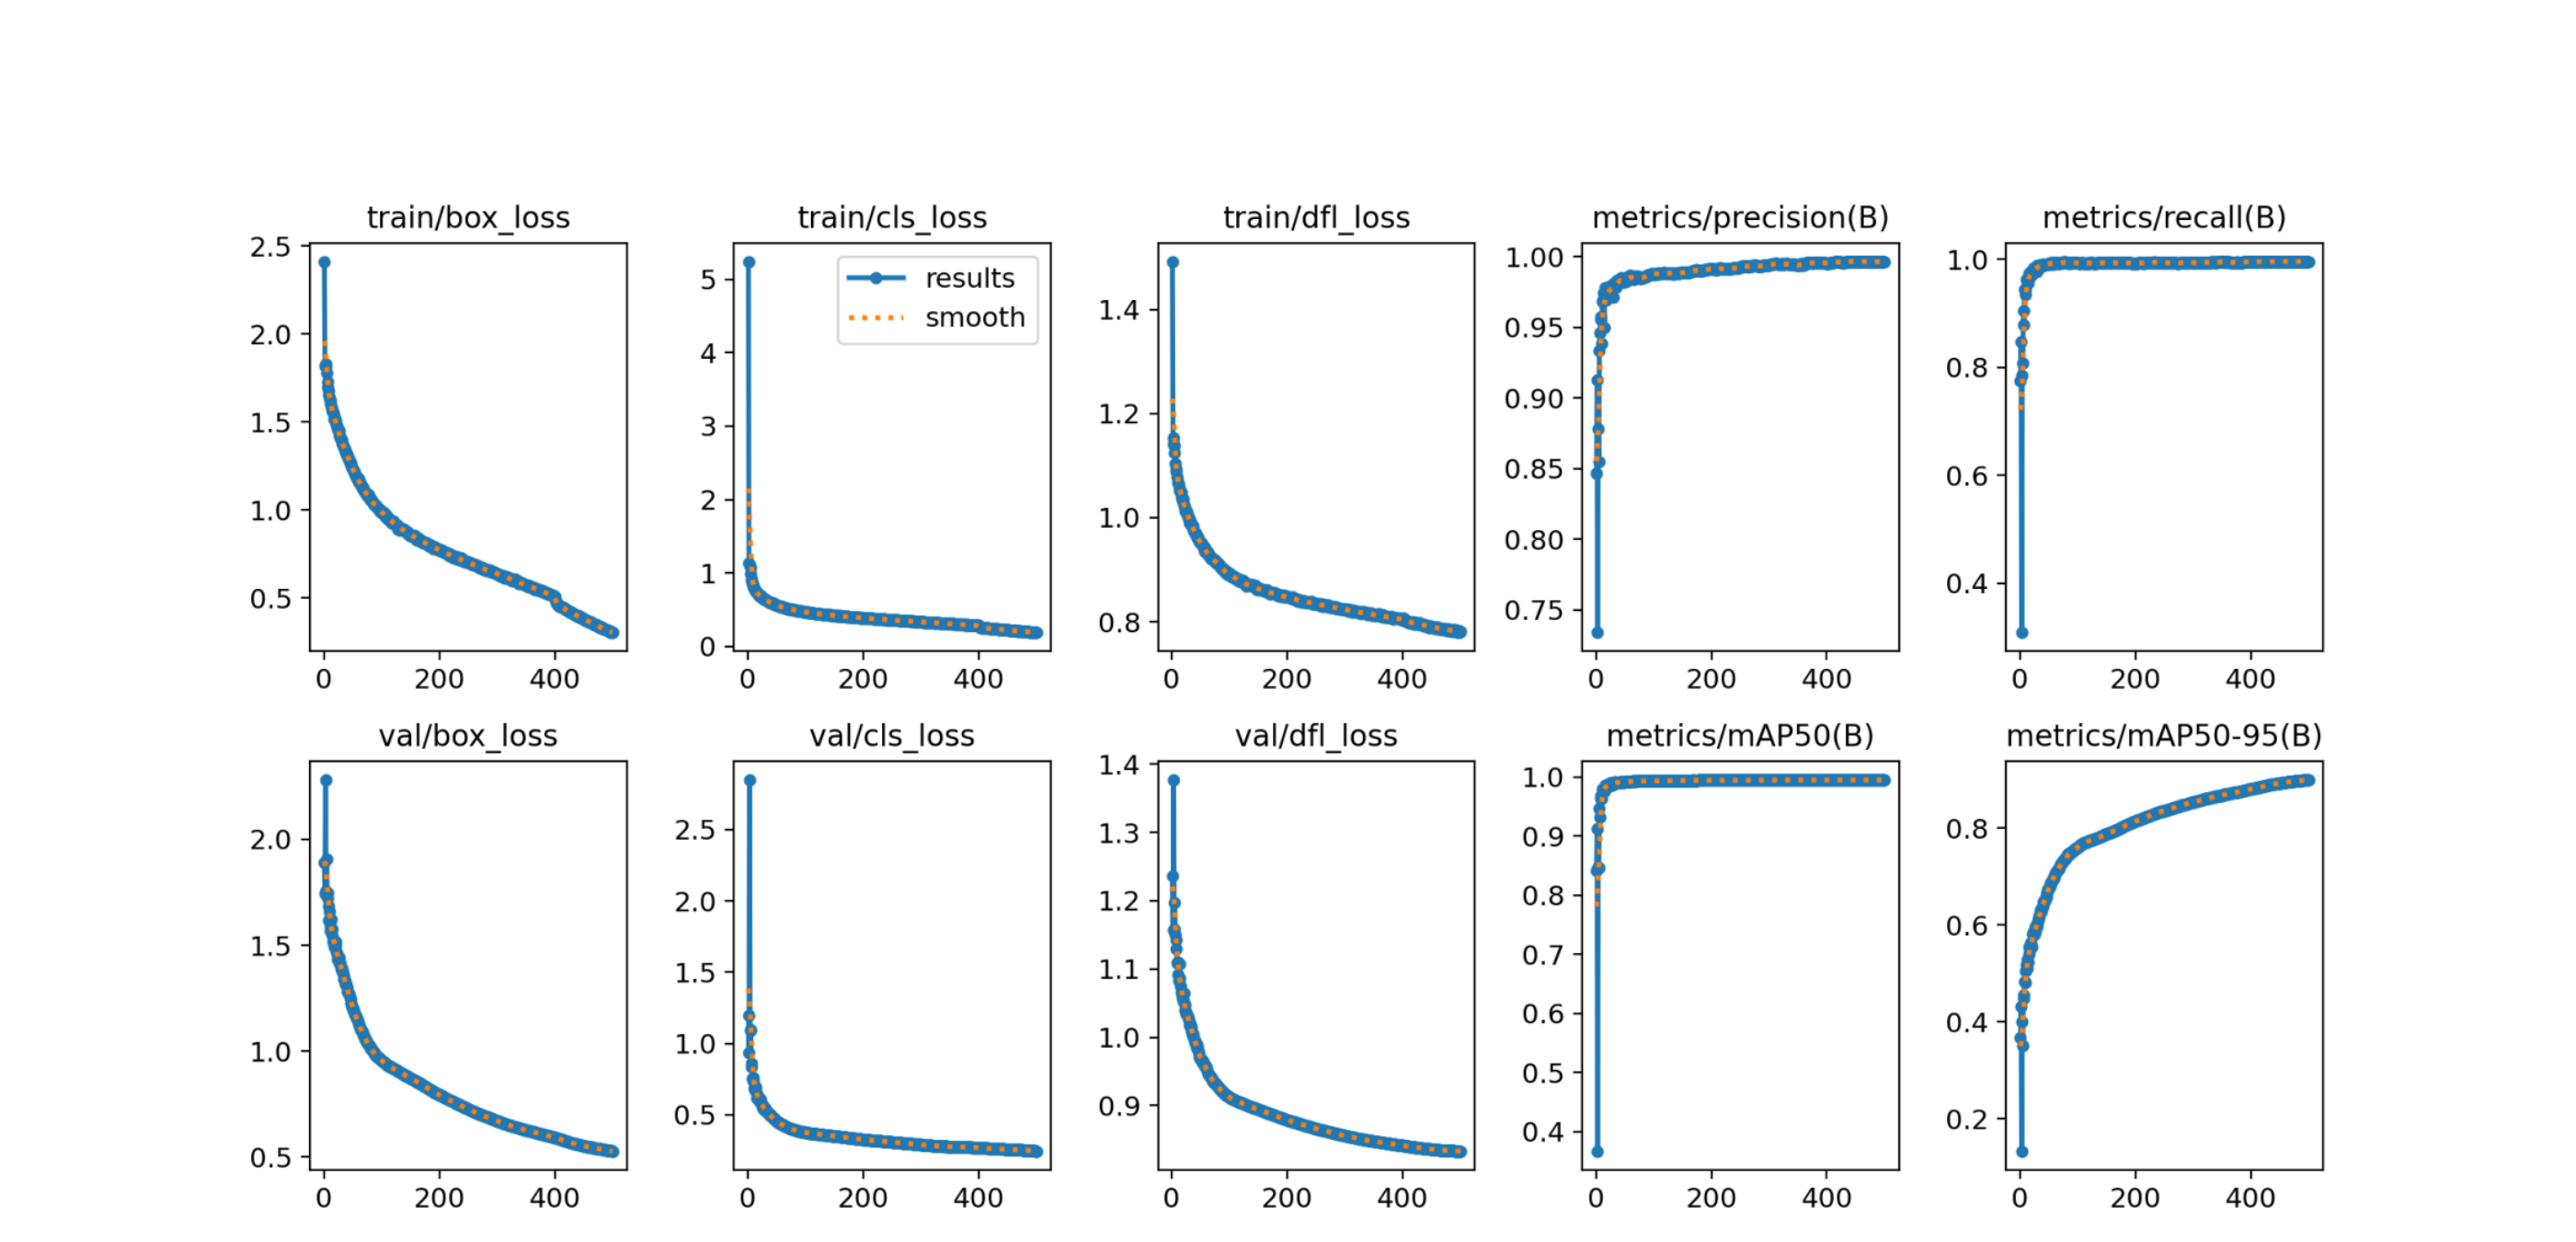 train/box_loss
2.5
2.0
1.5
1.0
0.5
0 200 400
train/cls_loss
results
smooth
5
4
3
2
1
0
0 200 400
train/dfl_loss
1.4
1.2
1.0
0.8
0 200 400
metrics/precision(B)
1.00
0.95
0.90
0.85
0.80
0.75
0 200 400
metrics/recall(B)
1.0
0.8
0.6
0.4
0 200 400
val/box_loss
2.0
1.5
1.0
0.5
0 200 400
val/cls_loss
2.5
2.0
1.5
1.0
0.5
0 200 400
val/dfl_loss
1.4
1.3
1.2
1.1
1.0
0.9
0 200 400
metrics/mAP50(B)
1.0
0.9
0.8
0.7
0.6
0.5
0.4
0 200 400
metrics/mAP50-95(B)
0.8
0.6
0.4
0.2
0 200 400